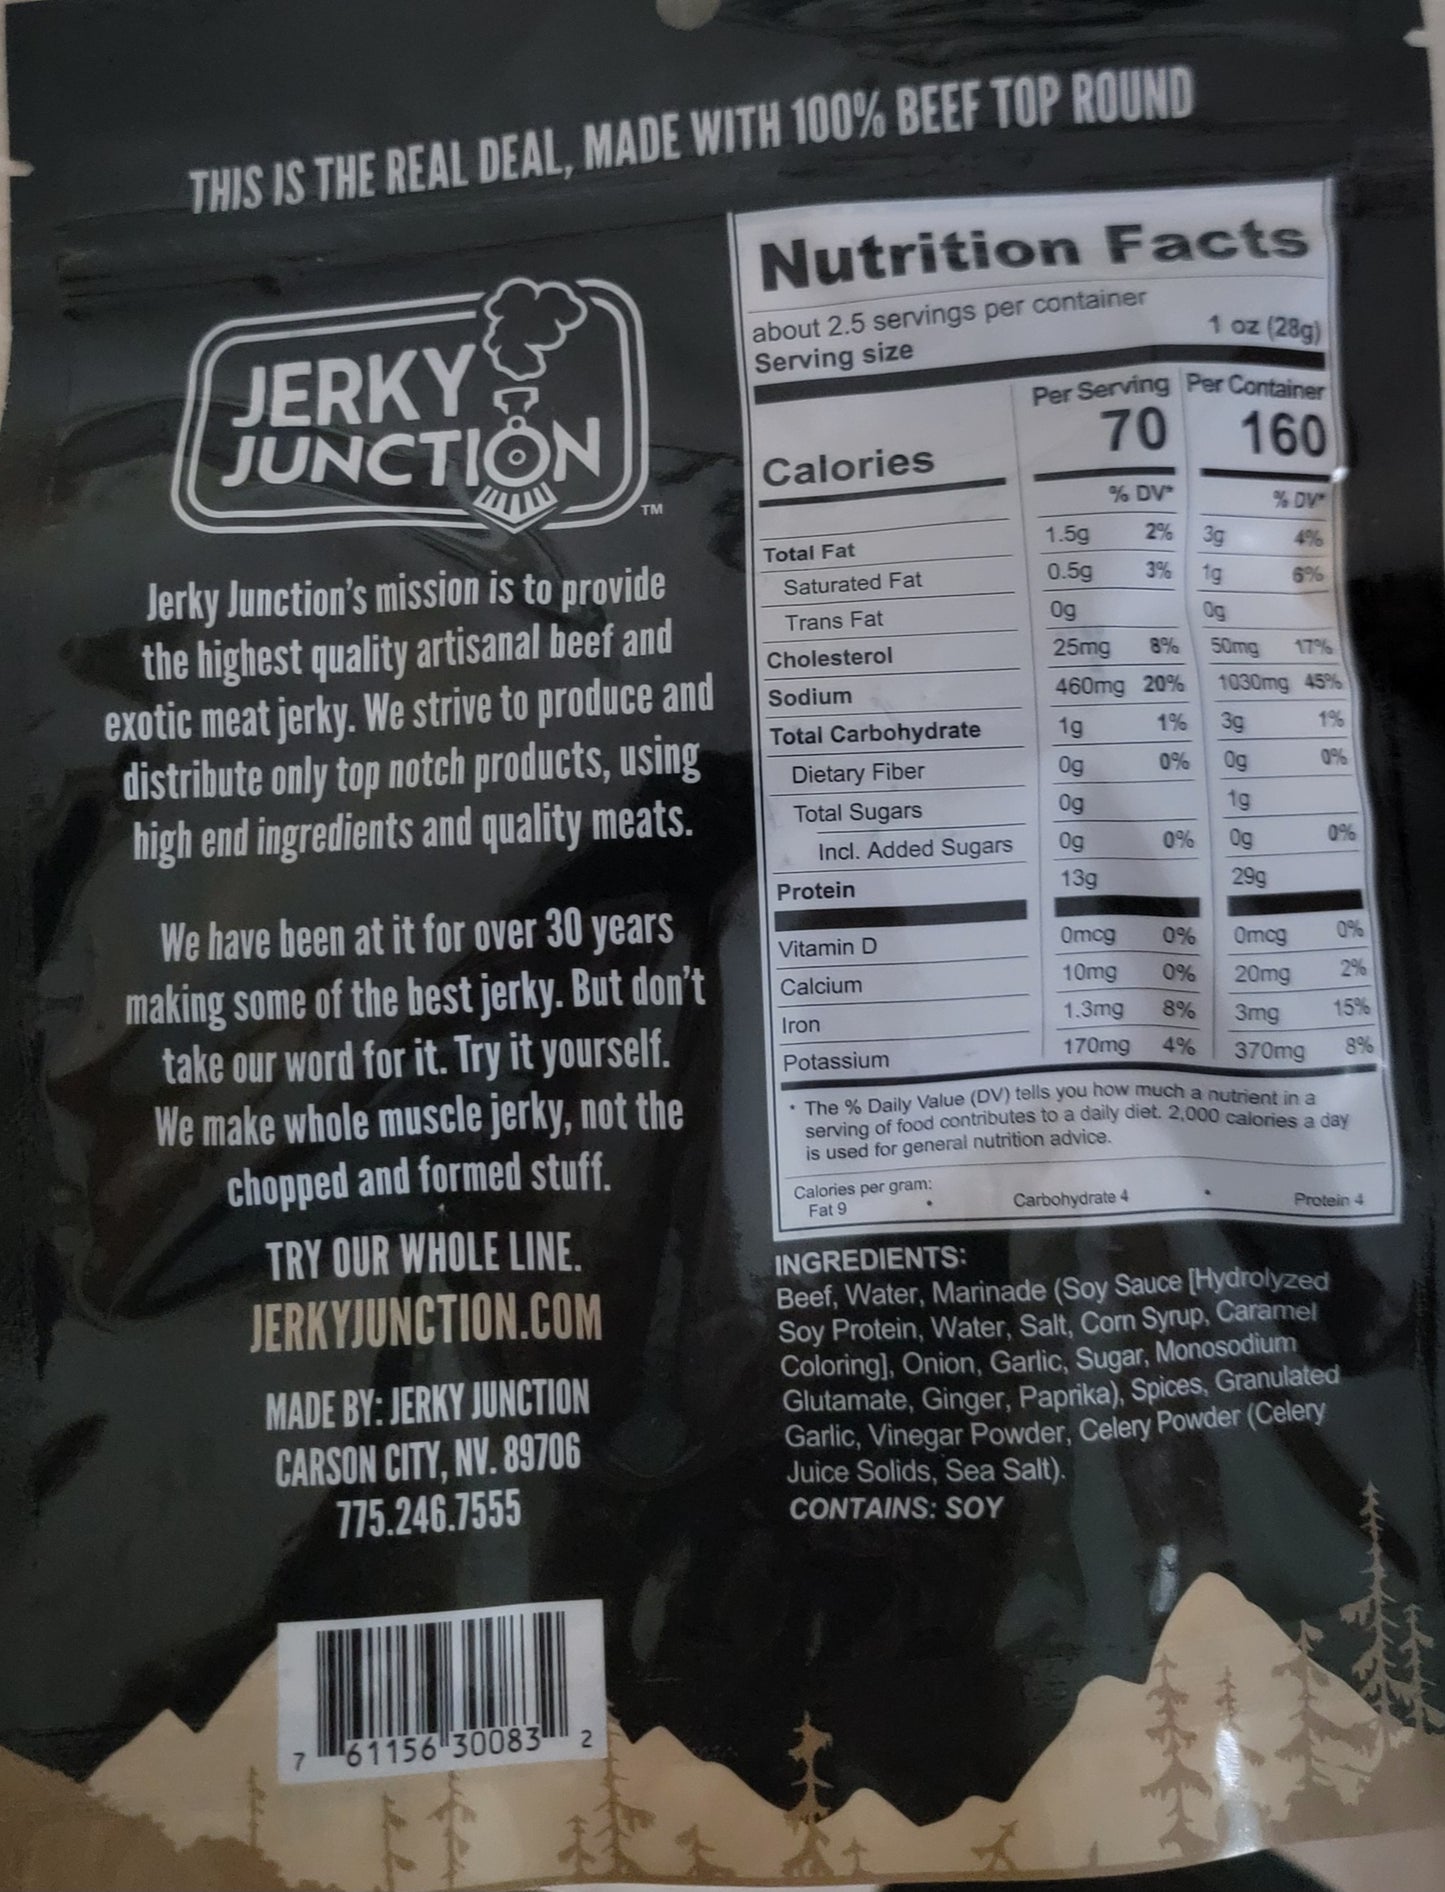 THIS IS THE REAL DEAL, MADE WITH 100% BEEF TOP ROUND
JERKY
JUNCTION
TM
Jerky Junction's mission is to provide
the highest quality artisanal beef and
exotic meat jerky. We strive to produce and
distribute only top notch products, using
high end ingredients and quality meats.
We have been at it for over 30 years
making some of the best jerky. But don't
take our word for it. Try it yourself.
We make whole muscle jerky, not the
chopped and formed stuff.
TRY OUR WHOLE LINE.
JERKYJUNCTION.COM
MADE BY: JERKY JUNCTION
CARSON CITY, NV. 89706
775.246.7555
7 61156 30083 2
Nutrition Facts
about 2.5 servings per container
Serving size 1 oz (28g)
Per Serving Per Container
Calories 70 160
% DV* % DV*
Total Fat 1.5g 2% 3g 4%
Saturated Fat 0.5g 3% 1g 6%
Trans Fat 0g 0g
Cholesterol 25mg 8% 50mg 17%
Sodium 460mg 20% 1030mg 45%
Total Carbohydrate 1g 1% 3g 1%
Dietary Fiber 0g 0% 0g 0%
Total Sugars 0g 1g
Incl. Added Sugars 0g 0% 0g 0%
Protein 13g 29g
Vitamin D 0mcg 0% 0mcg 0%
Calcium 10mg 0% 20mg 2%
Iron 1.3mg 8% 3mg 15%
Potassium 170mg 4% 370mg 8%
* The % Daily Value (DV) tells you how much a nutrient in a
serving of food contributes to a daily diet. 2,000 calories a day
is used for general nutrition advice.
Calories per gram:
Fat 9 • Carbohydrate 4 • Protein 4
INGREDIENTS:
Beef, Water, Marinade (Soy Sauce [Hydrolyzed
Soy Protein, Water, Salt, Corn Syrup, Caramel
Coloring], Onion, Garlic, Sugar, Monosodium
Glutamate, Ginger, Paprika), Spices, Granulated
Garlic, Vinegar Powder, Celery Powder (Celery
Juice Solids, Sea Salt).
CONTAINS: SOY